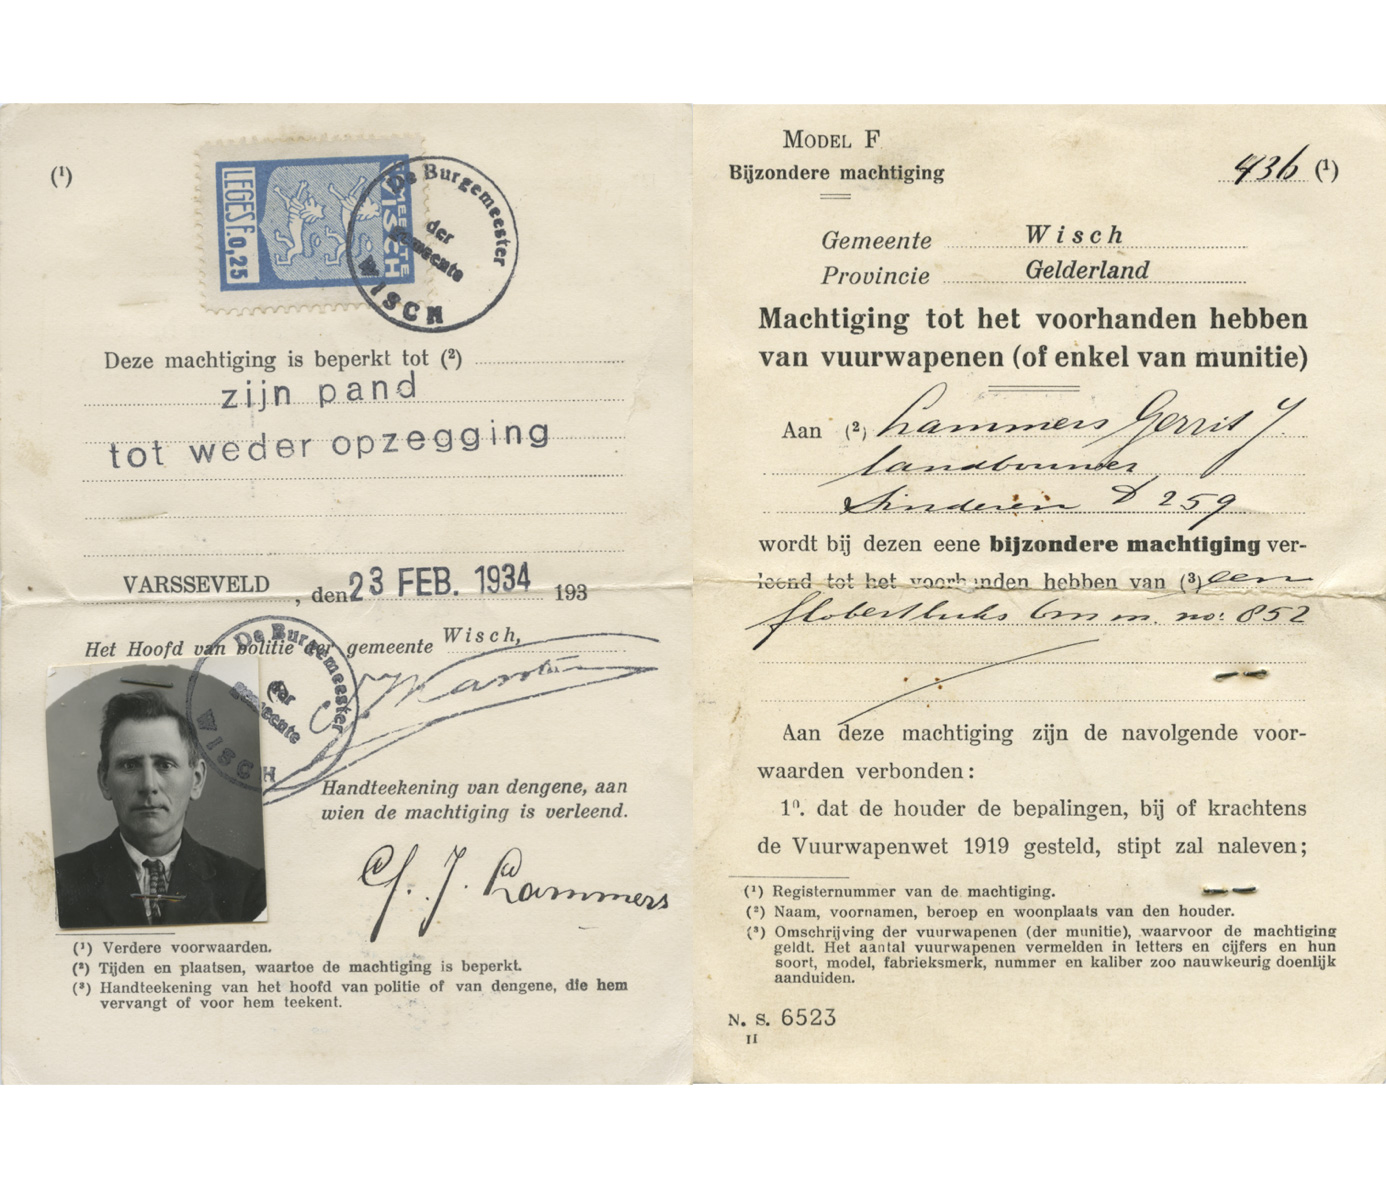 (¹)
LEGES f.0,25
GEMEENTE
WISCH
De Burgemeester
der
gemeente
WISCH
Deze machtiging is beperkt tot (²)
zijn pand
tot weder opzegging
VARSSEVELD, den 23 FEB. 1934 193
Het Hoofd van politie der gemeente Wisch,
De Burgemeester
der
gemeente
WISCH
Handteekening van dengene, aan
wien de machtiging is verleend.
G. J. Lammers
(¹) Verdere voorwaarden.
(²) Tijden en plaatsen, waartoe de machtiging is beperkt.
(³) Handteekening van het hoofd van politie of van dengene, die hem
vervangt of voor hem teekent.
MODEL F
Bijzondere machtiging
436 (¹)
Gemeente Wisch
Provincie Gelderland
Machtiging tot het voorhanden hebben
van vuurwapenen (of enkel van munitie)
Aan (²) Lammers Gerrit J.
landbouwer
Sinderen D 259
wordt bij dezen eene bijzondere machtiging ver-
leend tot het voorhanden hebben van (³) een
flobertbuks 6 m.m. no: 852
Aan deze machtiging zijn de navolgende voor-
waarden verbonden:
1⁰. dat de houder de bepalingen, bij of krachtens
de Vuurwapenwet 1919 gesteld, stipt zal naleven;
(¹) Registernummer van de machtiging.
(²) Naam, voornamen, beroep en woonplaats van den houder.
(³) Omschrijving der vuurwapenen (der munitie), waarvoor de machtiging
geldt. Het aantal vuurwapenen vermelden in letters en cijfers en hun
soort, model, fabrieksmerk, nummer en kaliber zoo nauwkeurig doenlijk
aanduiden.
N. S. 6523
II